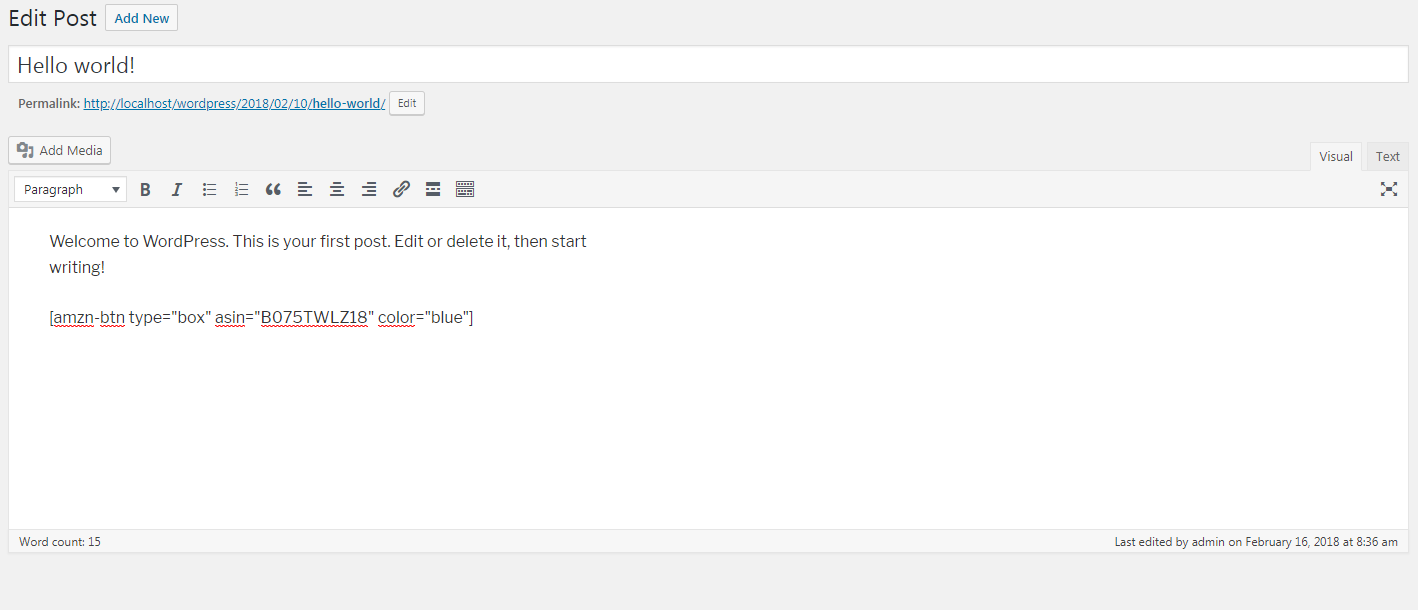 Edit Post Add New
Hello world!
Permalink: http://localhost/wordpress/2018/02/10/hello-world/ Edit
Add Media
Visual Text
Paragraph
Welcome to WordPress. This is your first post. Edit or delete it, then start
writing!
[amzn-btn type="box" asin="B075TWLZ18" color="blue"]
Word count: 15
Last edited by admin on February 16, 2018 at 8:36 am